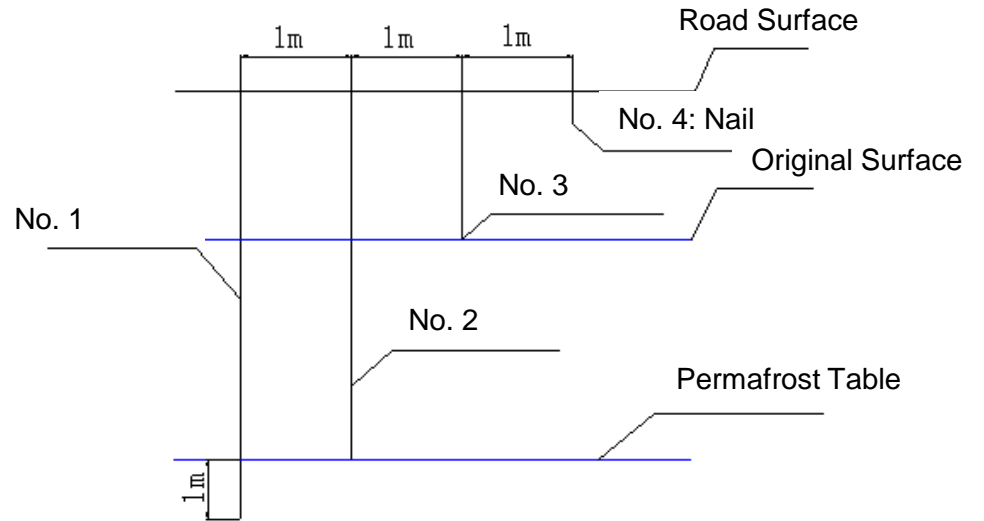 Road Surface
1m 1m 1m
No. 4: Nail
Original Surface
No. 3
No. 1
No. 2
Permafrost Table
1m